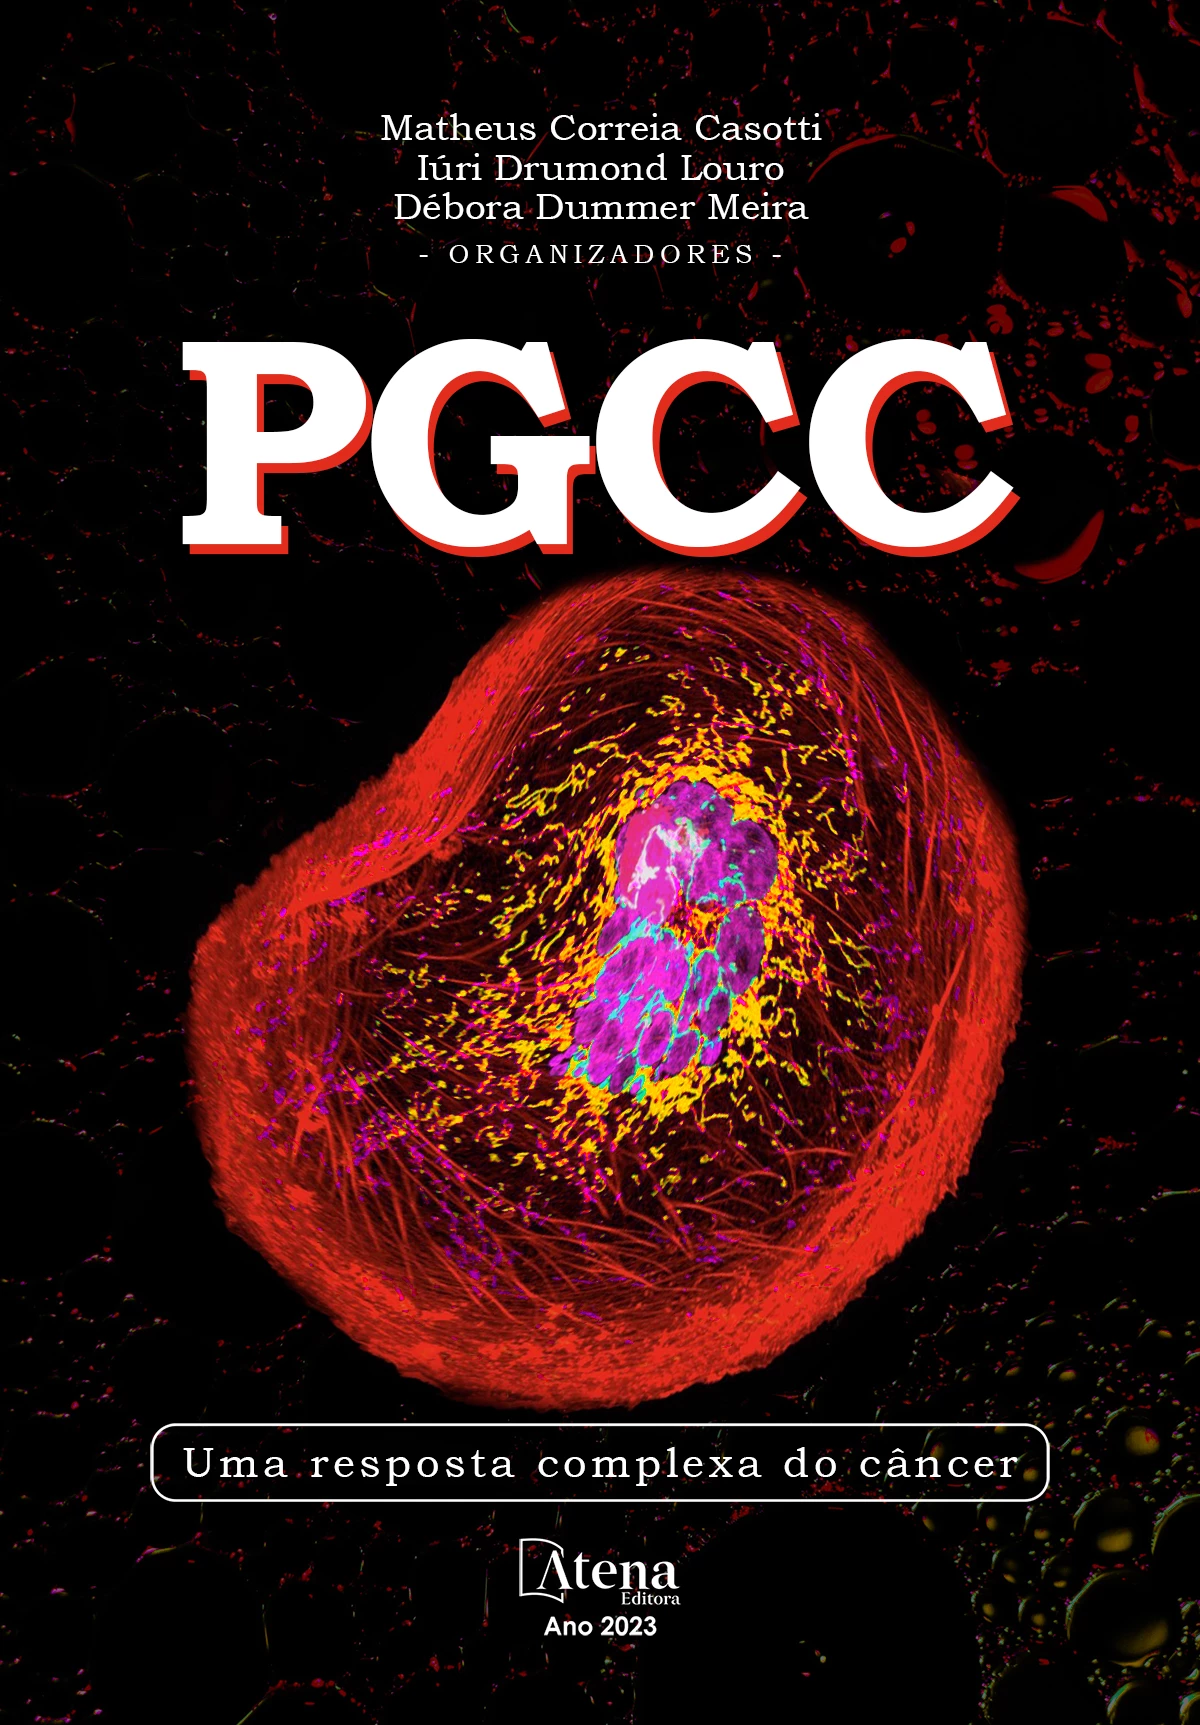 Matheus Correia Casotti
Iúri Drumond Louro
Débora Dummer Meira
- ORGANIZADORES -
PGCC
Uma resposta complexa do câncer
Atena
Editora
Ano 2023